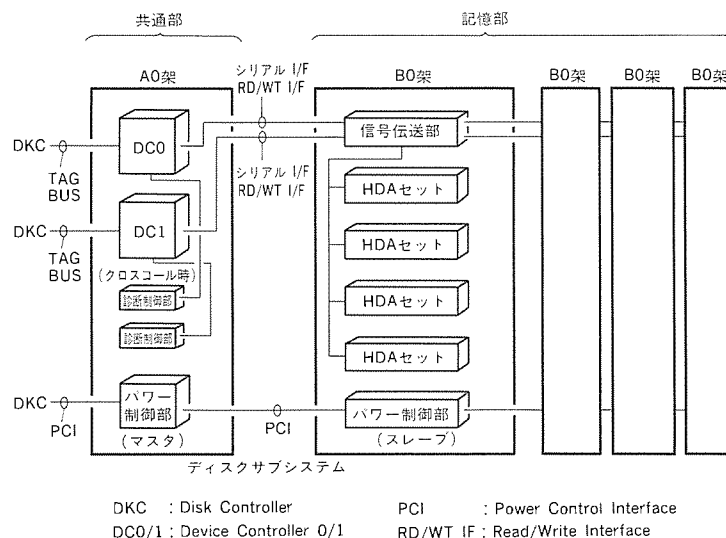 共通部
記憶部
A0架
シリアル I/F
RD/WT I/F
B0架
B0架
B0架
B0架
DKC
TAG
BUS
DC0
信号伝送部
シリアル I/F
RD/WT I/F
HDAセット
DKC
TAG
BUS
DC1
(クロスコール時)
HDAセット
診断制御部
HDAセット
診断制御部
HDAセット
DKC
PCI
パワー
制御部
(マスタ)
PCI
パワー制御部
(スレーブ)
ディスクサブシステム
DKC : Disk Controller
PCI : Power Control Interface
DC0/1 : Device Controller 0/1
RD/WT IF : Read/Write Interface